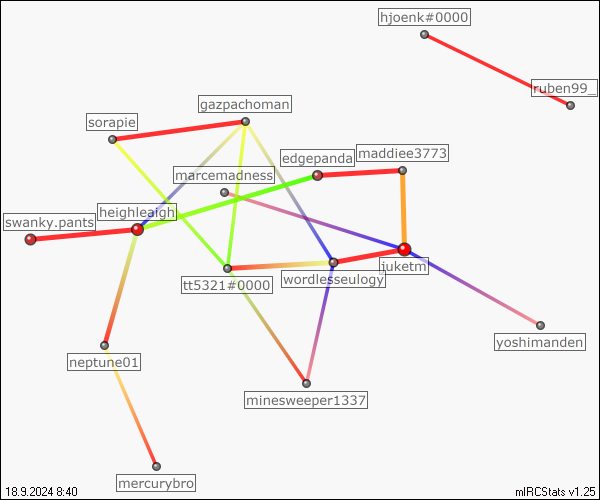 hjoenk#0000
ruben99_
gazpachoman
sorapie
maddiee3773
edgepanda
marcemadness
heighleaigh
swanky.pants
juketm
wordlesseulogy
tt5321#0000
yoshimanden
neptune01
minesweeper1337
mercurybro
18.9.2024 8:40
mIRCStats v1.25